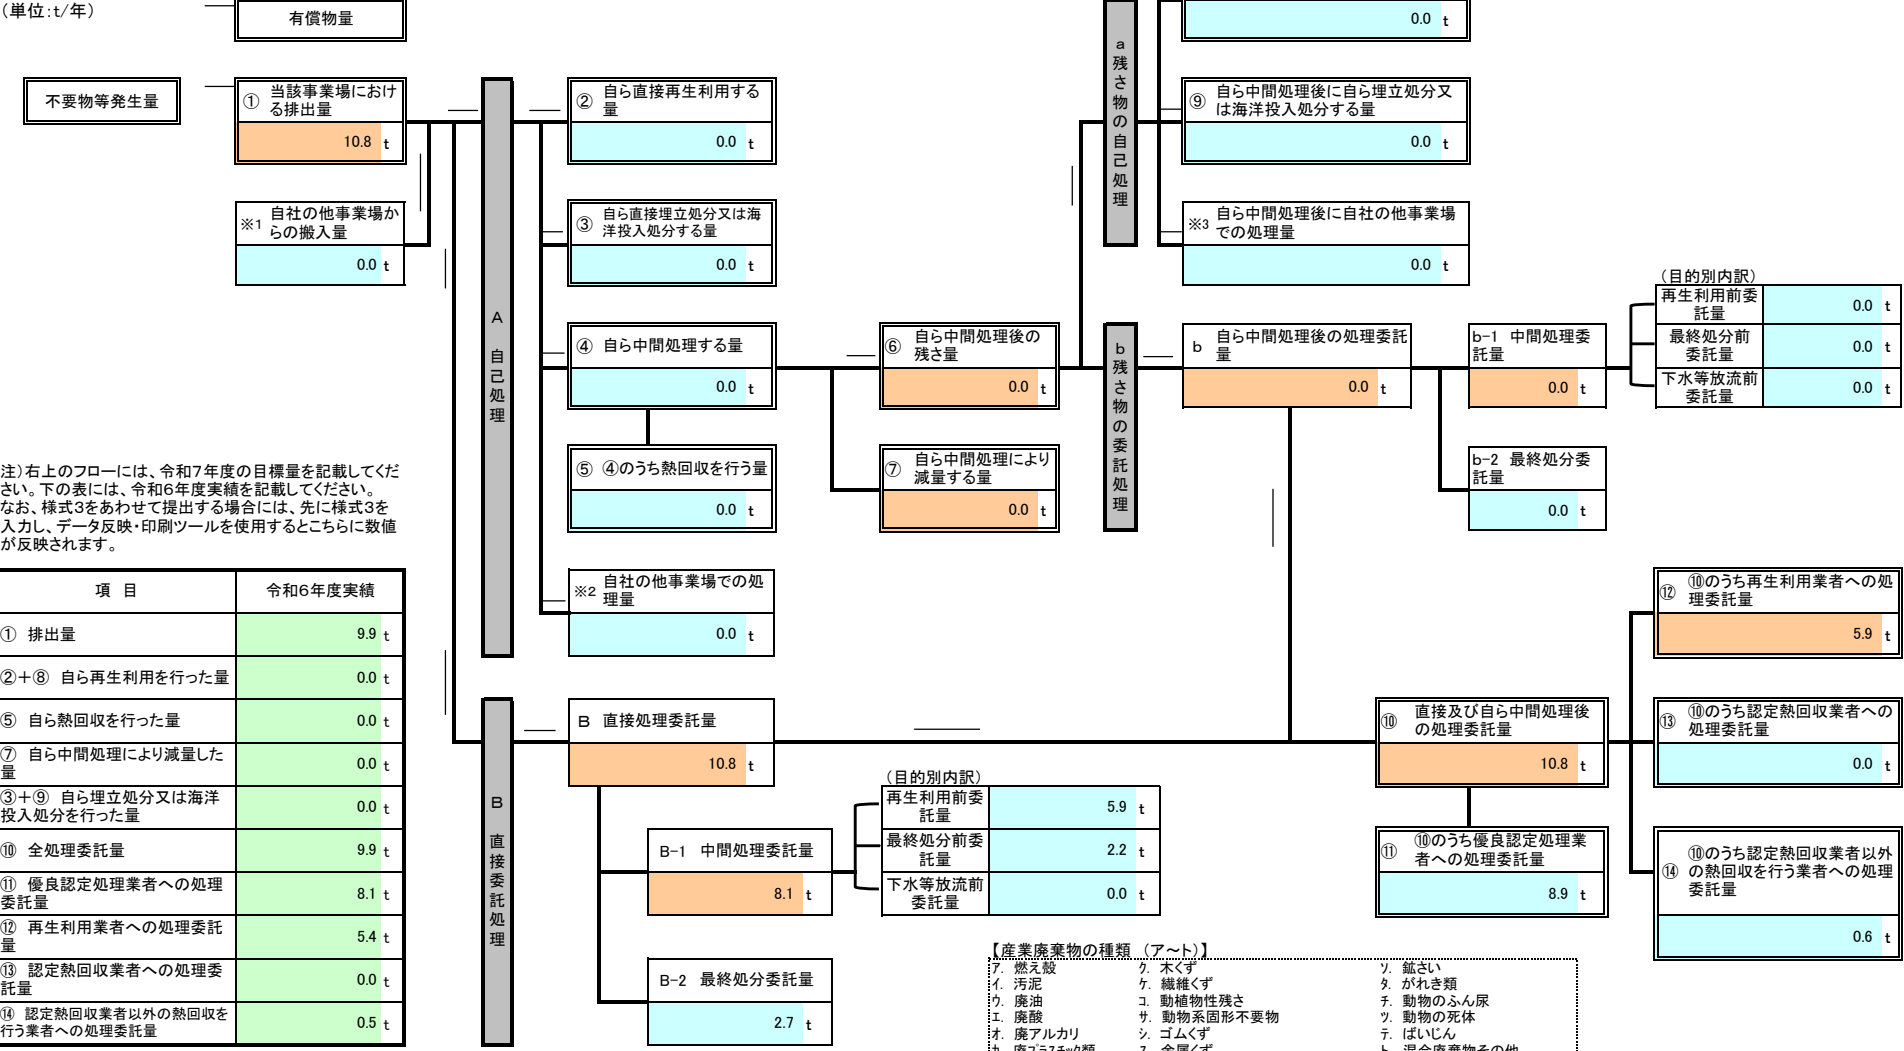 (単位:t/年)
有償物量
0.0 t
不要物等発生量
① 当該事業場におけ
る排出量
10.8 t
※1 自社の他事業場か
らの搬入量
0.0 t
A 自己処理
② 自ら直接再生利用する
量
0.0 t
③ 自ら直接埋立処分又は海
洋投入処分する量
0.0 t
④ 自ら中間処理する量
0.0 t
⑤ ④のうち熱回収を行う量
0.0 t
※2 自社の他事業場での処
理量
0.0 t
⑥ 自ら中間処理後の
残さ量
0.0 t
⑦ 自ら中間処理により
減量する量
0.0 t
a残さ物の自己処理
⑨ 自ら中間処理後に自ら埋立処分又
は海洋投入処分する量
0.0 t
※3 自ら中間処理後に自社の他事業場
での処理量
0.0 t
b残さ物の委託処理
b 自ら中間処理後の処理委託
量
0.0 t
b-1 中間処理委
託量
0.0 t
b-2 最終処分委
託量
0.0 t
(目的別内訳)
再生利用前委
託量
0.0 t
最終処分前
委託量
0.0 t
下水等放流前
委託量
0.0 t
注)右上のフローには、令和7年度の目標量を記載してくだ
さい。下の表には、令和6年度実績を記載してください。
なお、様式3をあわせて提出する場合には、先に様式3を
入力し、データ反映・印刷ツールを使用するとこちらに数値
が反映されます。
項 目 令和6年度実績
① 排出量 9.9 t
②+⑧ 自ら再生利用を行った量 0.0 t
⑤ 自ら熱回収を行った量 0.0 t
⑦ 自ら中間処理により減量した
量 0.0 t
③+⑨ 自ら埋立処分又は海洋
投入処分を行った量 0.0 t
⑩ 全処理委託量 9.9 t
⑪ 優良認定処理業者への処理
委託量 8.1 t
⑫ 再生利用業者への処理委託
量 5.4 t
⑬ 認定熱回収業者への処理委
託量 0.0 t
⑭ 認定熱回収業者以外の熱回収を
行う業者への処理委託量 0.5 t
B 直接委託処理
B 直接処理委託量
10.8 t
B-1 中間処理委託量
8.1 t
B-2 最終処分委託量
2.7 t
(目的別内訳)
再生利用前委
託量
5.9 t
最終処分前委
託量
2.2 t
下水等放流前
委託量
0.0 t
⑩ 直接及び自ら中間処理後
の処理委託量
10.8 t
⑪ ⑩のうち優良認定処理業
者への処理委託量
8.9 t
⑫ ⑩のうち再生利用業者への処
理委託量
5.9 t
⑬ ⑩のうち認定熱回収業者への
処理委託量
0.0 t
⑭ ⑩のうち認定熱回収業者以外
の熱回収を行う業者への処理
委託量
0.6 t
【産業廃棄物の種類 (ア~ト)】
ア. 燃え殻 ク. 木くず ソ. 鉱さい
イ. 汚泥 ケ. 繊維くず タ. がれき類
ウ. 廃油 コ. 動植物性残さ チ. 動物のふん尿
エ. 廃酸 サ. 動物系固形不要物 ツ. 動物の死体
オ. 廃アルカリ シ. ゴムくず テ. ばいじん
カ. 廃プラスチック類 ス. 金属くず ト. 混合廃棄物その他